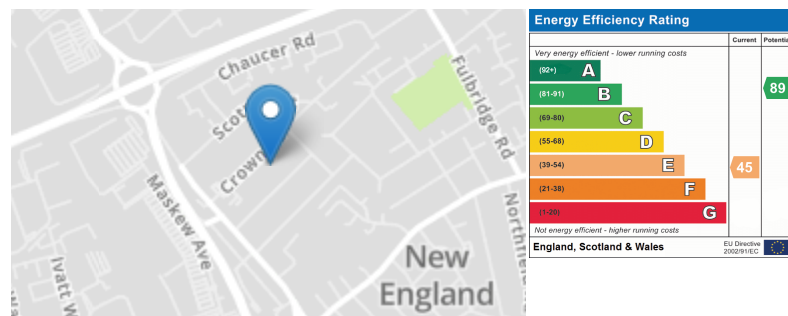 Chaucer Rd
Fulbridge Rd
Crown
Maskew Ave
New
England
Energy Efficiency Rating
Current
Very energy efficient - lower running costs
(92+) A
(81-91) B
89
(69-80) C
(55-68) D
(39-54) E
45
(21-38) F
(1-20) G
Not energy efficient - higher running costs
England, Scotland & Wales
EU Directive
2002/91/EC